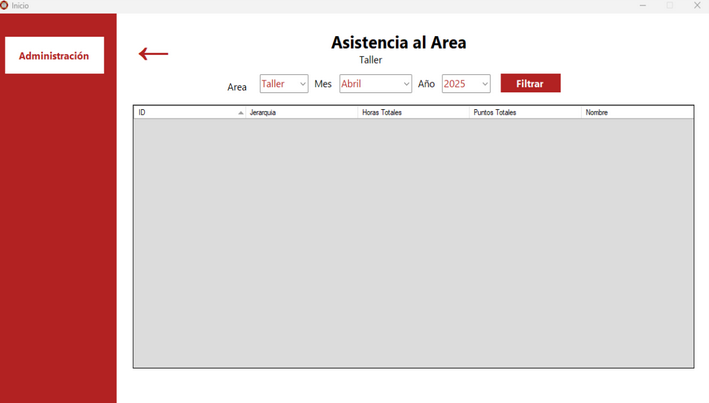 Inicio
Administración
Asistencia al Area
Taller
Area Taller Mes Abril Año 2025 Filtrar
ID Jerarquia Horas Totales Puntos Totales Nombre